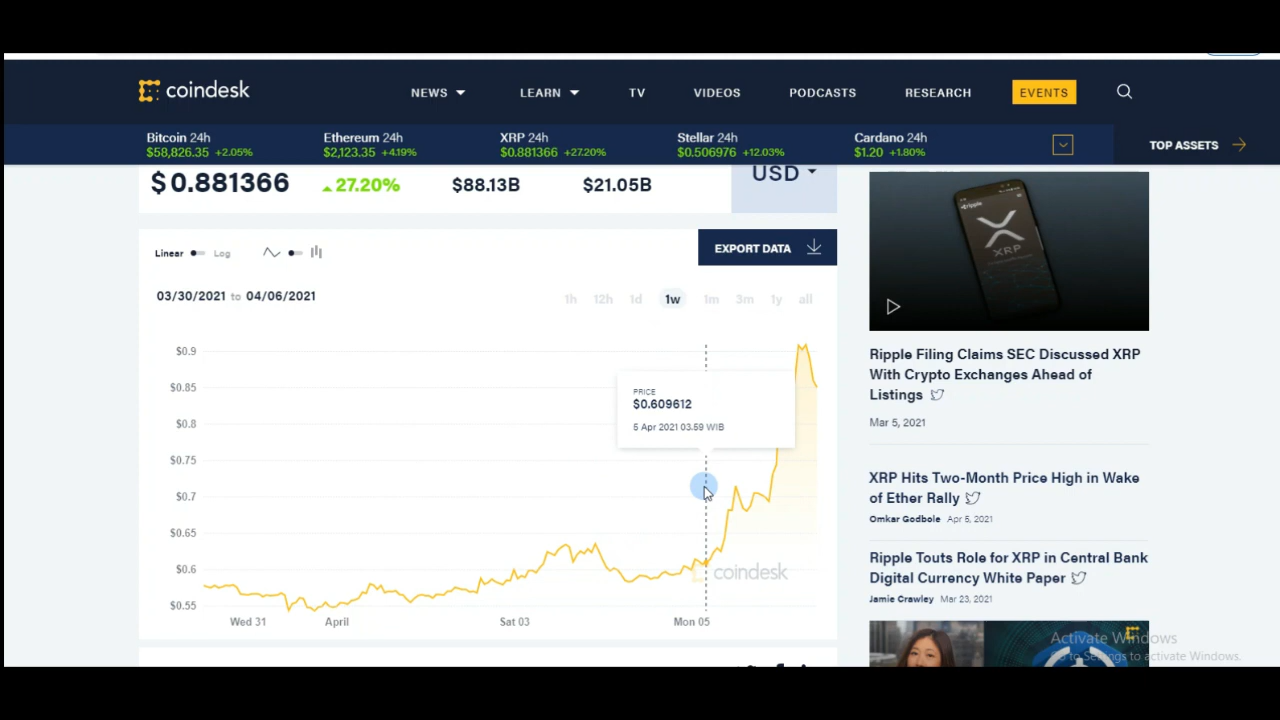 coindesk
NEWS LEARN TV VIDEOS PODCASTS RESEARCH EVENTS
Bitcoin 24h
$58,826.35 +2.05%
Ethereum 24h
$2,123.35 +4.19%
XRP 24h
$0.881366 +27.20%
Stellar 24h
$0.506976 +12.03%
Cardano 24h
$1.20 +1.80%
TOP ASSETS
$0.881366 27.20% $88.13B $21.05B USD
Linear Log
EXPORT DATA
03/30/2021 to 04/06/2021
1h 12h 1d 1w 1m 3m 1y all
$0.9
$0.85
$0.8
$0.75
$0.7
$0.65
$0.6
$0.55
PRICE
$0.609612
5 Apr 2021 03.59 WIB
coindesk
Wed 31 April Sat 03 Mon 05
ripple
XRP
Ripple Filing Claims SEC Discussed XRP
With Crypto Exchanges Ahead of
Listings
Mar 5, 2021
XRP Hits Two-Month Price High in Wake
of Ether Rally
Omkar Godbole Apr 5, 2021
Ripple Touts Role for XRP in Central Bank
Digital Currency White Paper
Jamie Crawley Mar 23, 2021
Activate Windows
Go to Settings to activate Windows.